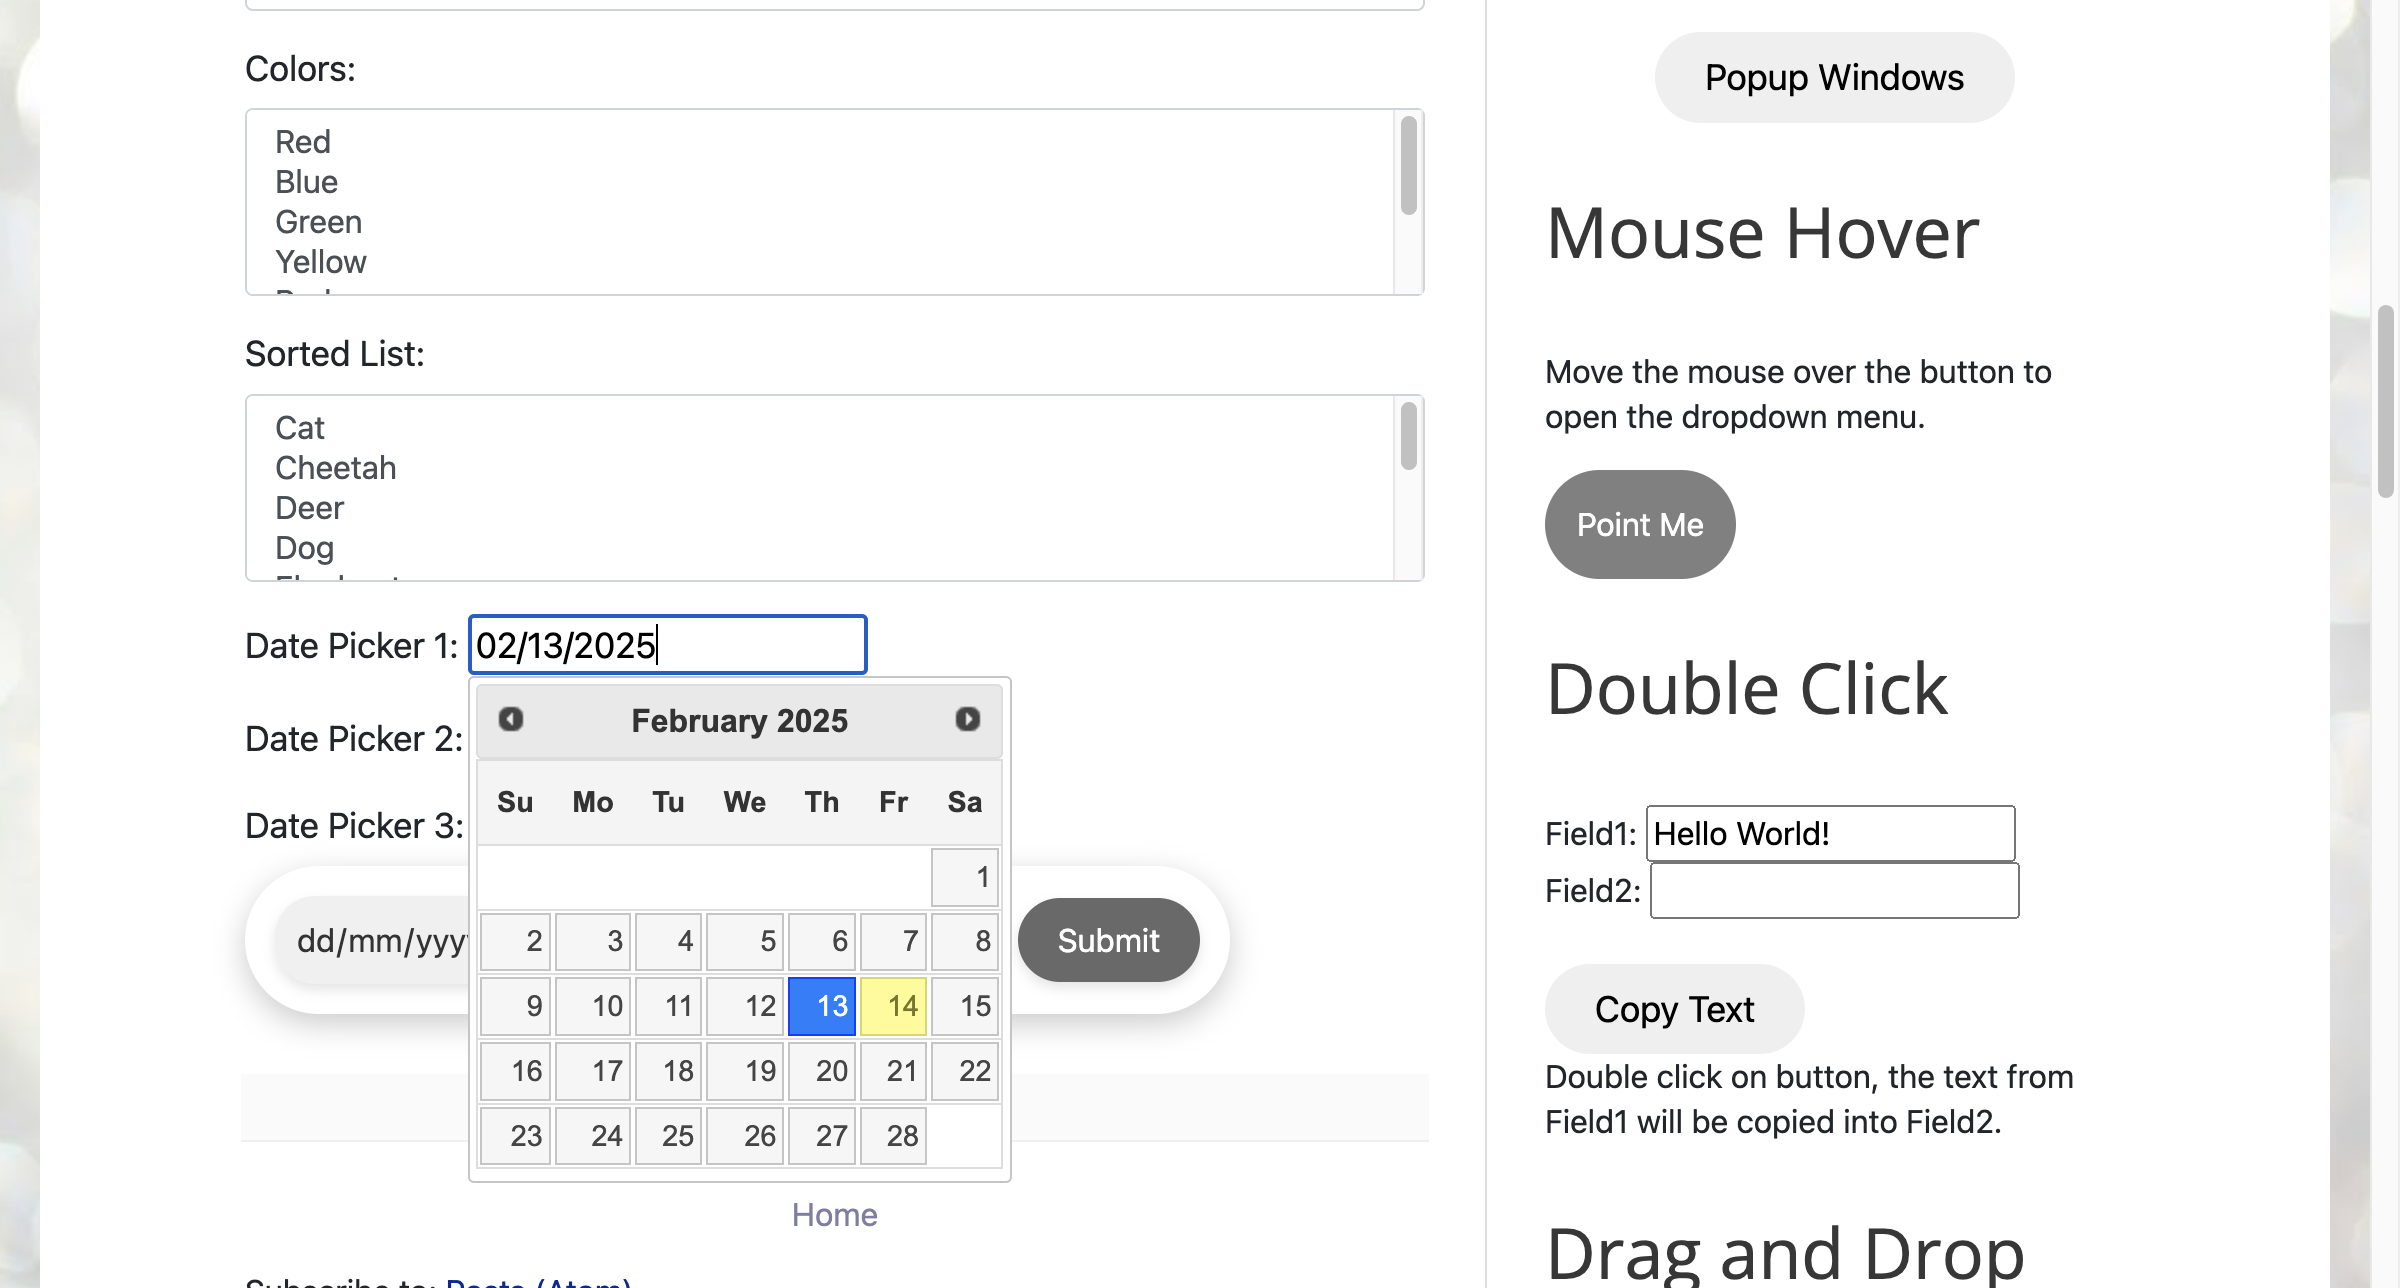 Colors:
Red
Blue
Green
Yellow
Sorted List:
Cat
Cheetah
Deer
Dog
Date Picker 1: 02/13/2025
February 2025
Su Mo Tu We Th Fr Sa
1
2 3 4 5 6 7 8
9 10 11 12 13 14 15
16 17 18 19 20 21 22
23 24 25 26 27 28
Date Picker 2:
Date Picker 3:
dd/mm/yyy
Submit
Home
Posts (Atom)
Popup Windows
Mouse Hover
Move the mouse over the button to
open the dropdown menu.
Point Me
Double Click
Field1: Hello World!
Field2:
Copy Text
Double click on button, the text from
Field1 will be copied into Field2.
Drag and Drop